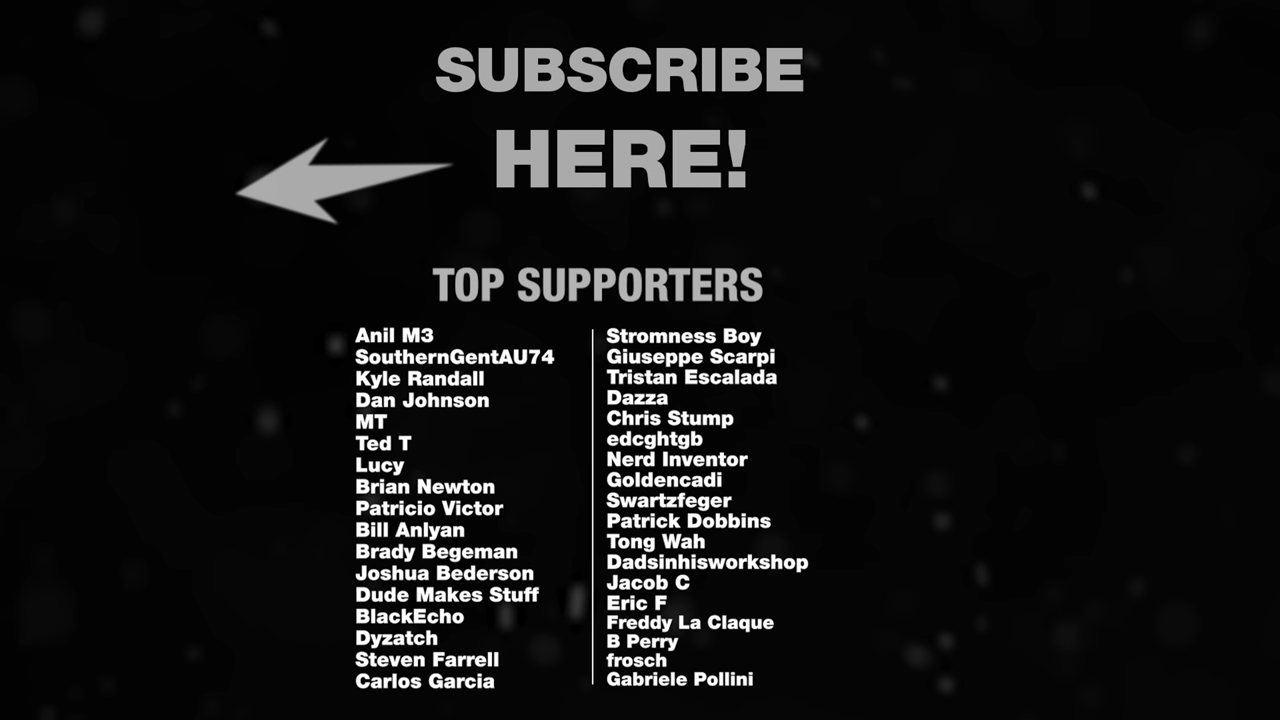 SUBSCRIBE
HERE!
TOP SUPPORTERS
Anil M3
SouthernGentAU74
Kyle Randall
Dan Johnson
MT
Ted T
Lucy
Brian Newton
Patricio Victor
Bill Anlyan
Brady Begeman
Joshua Bederson
Dude Makes Stuff
BlackEcho
Dyzatch
Steven Farrell
Carlos Garcia
Stromness Boy
Giuseppe Scarpi
Tristan Escalada
Dazza
Chris Stump
edcghtgb
Nerd Inventor
Goldencadi
Swartzfeger
Patrick Dobbins
Tong Wah
Dadsinhisworkshop
Jacob C
Eric F
Freddy La Claque
B Perry
frosch
Gabriele Pollini